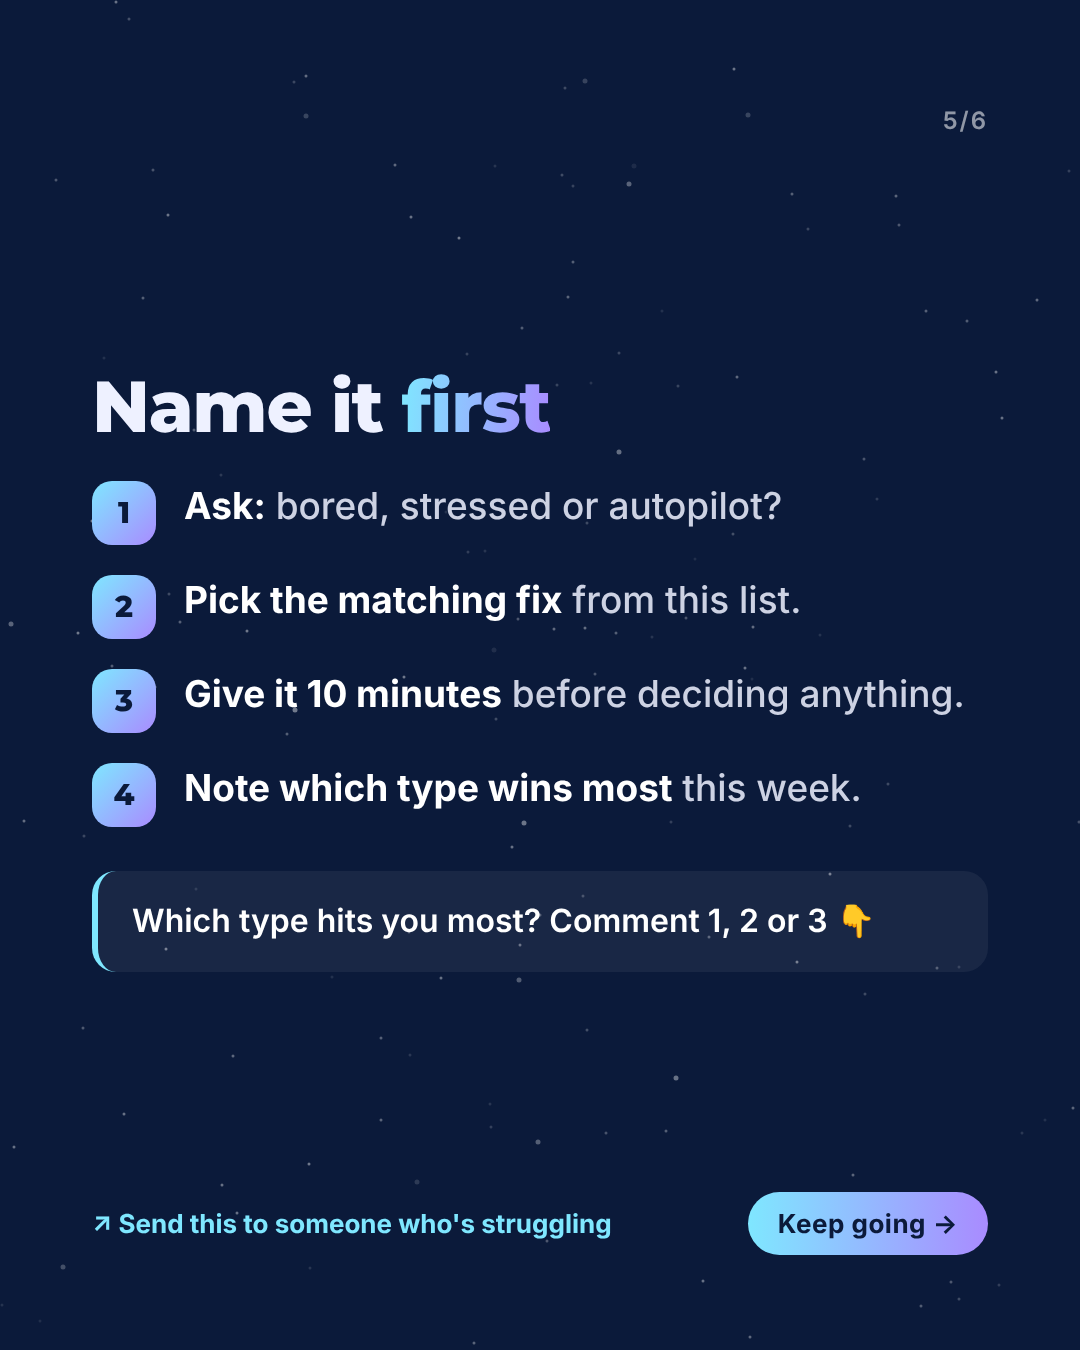 5/6
Name it first
1 Ask: bored, stressed or autopilot?
2 Pick the matching fix from this list.
3 Give it 10 minutes before deciding anything.
4 Note which type wins most this week.
Which type hits you most? Comment 1, 2 or 3 👇
↗ Send this to someone who's struggling
Keep going →